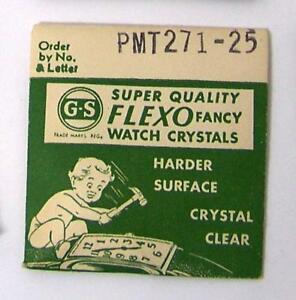 Order
by No.
& Letter
PMT271-25
G-S
TRADE MARKS REG.
SUPER QUALITY
FLEXO FANCY
WATCH CRYSTALS
HARDER
SURFACE
CRYSTAL
CLEAR